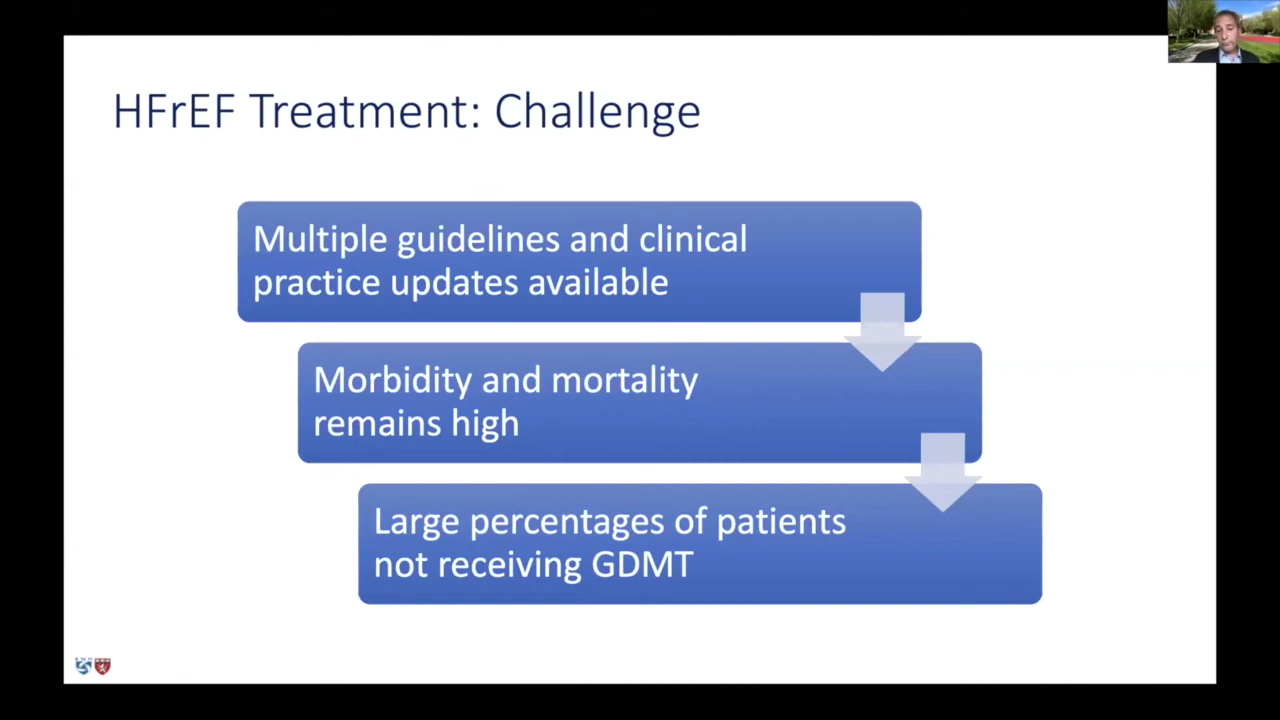 HFrEF Treatment: Challenge
Multiple guidelines and clinical
practice updates available
Morbidity and mortality
remains high
Large percentages of patients
not receiving GDMT